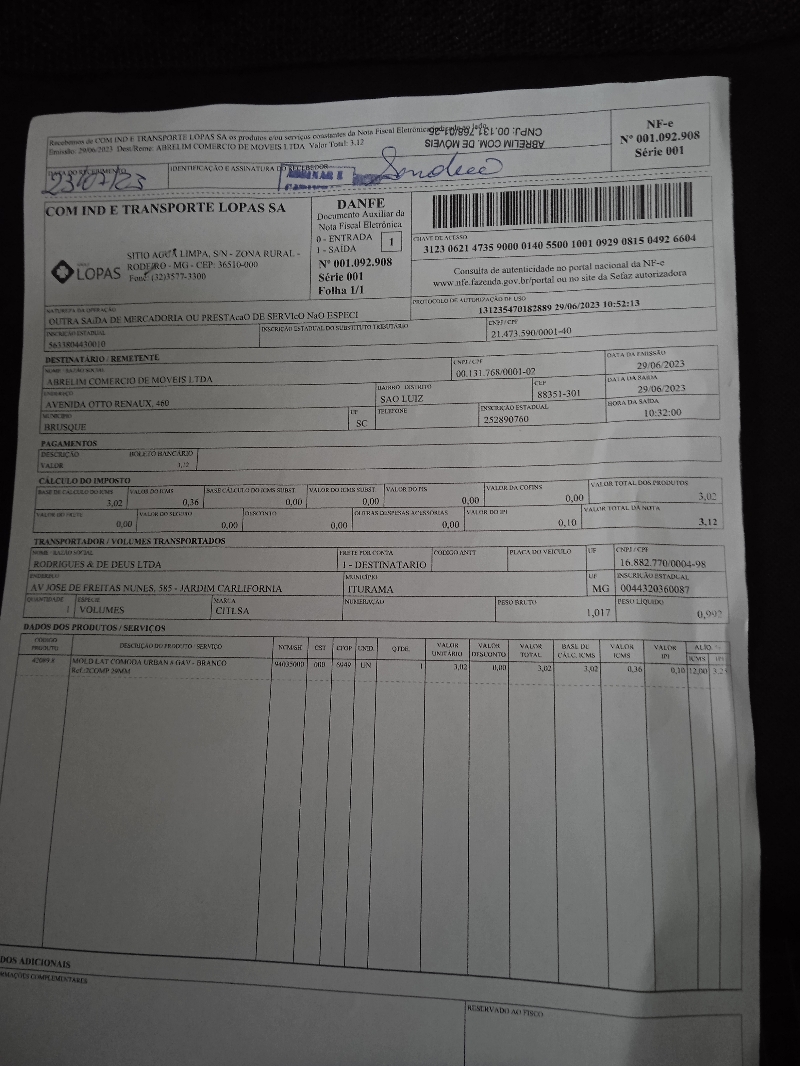 Recebemos de COM IND E TRANSPORTE LOPAS SA os produtos e/ou serviços constantes da Nota Fiscal Eletrônica
Emissão: 29/06/2023 Dest/Reme: ABRELIM COMERCIO DE MOVEIS LTDA Valor Total: 3.12
CNPJ: 00.131.768/01-26
ABRELIM COM. DE MÓVEIS
NF-e
Nº 001.092.908
Série 001
IDENTIFICAÇÃO E ASSINATURA DO RECEBEDOR
23/07/23
COM IND E TRANSPORTE LOPAS SA
LOPAS
SITIO AGUA LIMPA, S/N - ZONA RURAL -
RODEIRO - MG - CEP: 36510-000
Fone: (32)3577-3300
DANFE
Documento Auxiliar da
Nota Fiscal Eletrônica
0 - ENTRADA
1 - SAÍDA
1
Nº 001.092.908
Série 001
Folha 1/1
CHAVE DE ACESSO
3123 0621 4735 9000 0140 5500 1001 0929 0815 0492 6604
Consulta de autenticidade no portal nacional da NF-e
www.nfe.fazenda.gov.br/portal ou no site da Sefaz autorizadora
NATUREZA DA OPERAÇÃO
OUTRA SAíDA DE MERCADORIA OU PRESTAcaO DE SERVIcO NaO ESPECI
PROTOCOLO DE AUTORIZAÇÃO DE USO
131235470182889 29/06/2023 10:52:13
INSCRIÇÃO ESTADUAL
5633804430010
INSCRIÇÃO ESTADUAL DO SUBSTITUTO TRIBUTÁRIO
CNPJ / CPF
21.473.590/0001-40
DESTINATÁRIO / REMETENTE
NOME / RAZÃO SOCIAL
ABRELIM COMERCIO DE MOVEIS LTDA
CNPJ / CPF
00.131.768/0001-02
DATA DA EMISSÃO
29/06/2023
ENDEREÇO
AVENIDA OTTO RENAUX, 460
BAIRRO / DISTRITO
SAO LUIZ
CEP
88351-301
DATA DA SAÍDA
29/06/2023
MUNICÍPIO
BRUSQUE
UF
SC
TELEFONE
INSCRIÇÃO ESTADUAL
252890760
HORA DA SAÍDA
10:32:00
PAGAMENTOS
DESCRIÇÃO BOLETO BANCÁRIO
VALOR
CÁLCULO DO IMPOSTO
BASE DE CÁLCULO DO ICMS
3,02
VALOR DO ICMS
0,36
BASE CÁLCULO DO ICMS SUBST
0,00
VALOR DO ICMS SUBST
0,00
VALOR DO PIS
0,00
VALOR DA COFINS
0,00
VALOR TOTAL DOS PRODUTOS
3,02
VALOR DO FRETE
0,00
VALOR DO SEGURO
0,00
DISCONTO
0,00
OUTRAS DESPESAS ACESSÓRIAS
0,00
VALOR DO IPI
0,10
VALOR TOTAL DA NOTA
3,12
TRANSPORTADOR / VOLUMES TRANSPORTADOS
NOME / RAZÃO SOCIAL
RODRIGUES & DE DEUS LTDA
FRETE POR CONTA
1 - DESTINATARIO
CODIGO ANTT
PLACA DO VEICULO
UF
CNPJ / CPF
16.882.770/0004-98
ENDEREÇO
AV JOSE DE FREITAS NUNES, 585 - JARDIM CARLIFORNIA
MUNICÍPIO
ITURAMA
UF
MG
INSCRIÇÃO ESTADUAL
0044320360087
QUANTIDADE
1
ESPÉCIE
VOLUMES
MARCA
CITLSA
NUMERAÇÃO
PESO BRUTO
1,017
PESO LÍQUIDO
0,992
DADOS DOS PRODUTOS / SERVIÇOS
CÓDIGO PRODUTO DESCRIÇÃO DO PRODUTO / SERVIÇO NCM/SH CST CFOP UNID. QTDE. VALOR UNITÁRIO VALOR DESCONTO VALOR TOTAL BASE DE CÁLC. ICMS VALOR ICMS VALOR IPI ALÍQ. % ICMS IPI
MOLD LAT COMODA URBAN 8 GAV - BRANCO 94035000 000 6949 UN 1 3,02 0,00 3,02 3,02 0,36 0,10 12,00
Ref.:2COMP 29MM
DOS ADICIONAIS
RMAÇÕES COMPLEMENTARES
RESERVADO AO FISCO